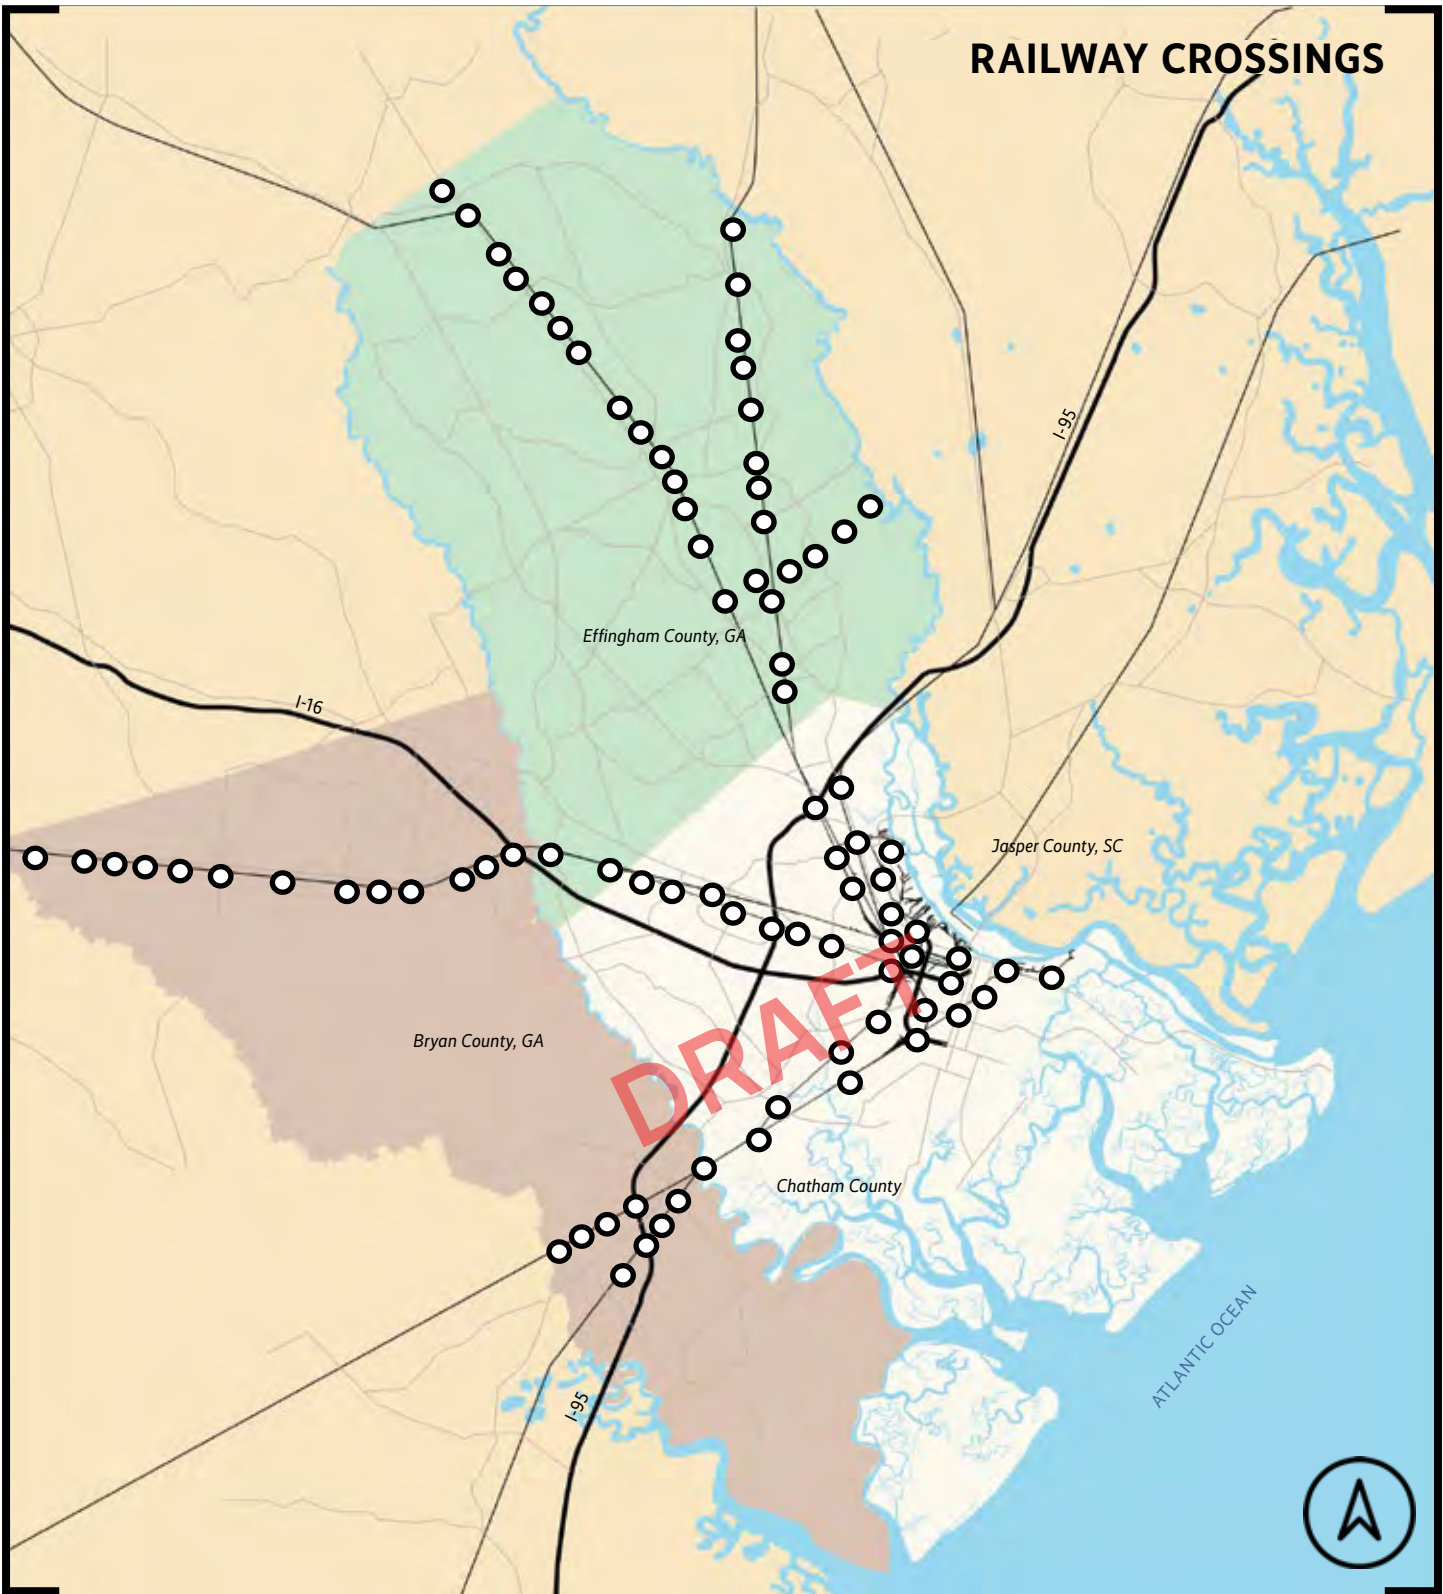 RAILWAY CROSSINGS
I-95
Effingham County, GA
I-16
Jasper County, SC
DRAFT
Bryan County, GA
Chatham County
ATLANTIC OCEAN
I-95